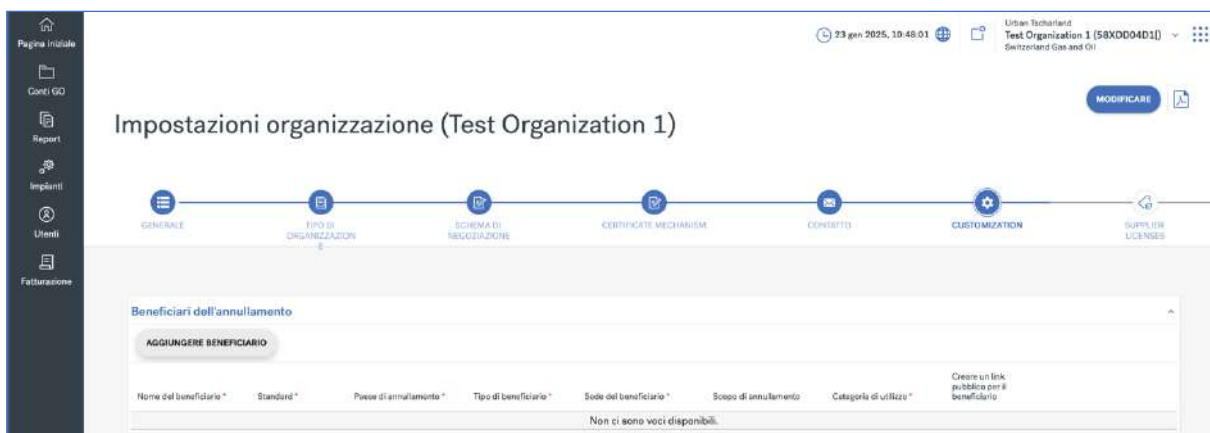 Pagina iniziale
Conti GO
Report
Impianti
Utenti
Fatturazione
23 gen 2025, 10:48:01
Urban Tscharland
Test Organization 1 (58XDD04D1[)
Switzerland Gas and Oil
MODIFICARE
Impostazioni organizzazione (Test Organization 1)
GENERALE
TIPO DI
ORGANIZZAZION
E
SCHEMA DI
NEGOZIAZIONE
CERTIFICATE MECHANISM
CONTATTO
CUSTOMIZATION
SUPPLIER
LICENSES
Beneficiari dell'annullamento
AGGIUNGERE BENEFICIARIO
Nome del beneficiario *
Standard *
Paese di annullamento *
Tipo di beneficiario *
Sede del beneficiario *
Scopo di annullamento
Categoria di utilizzo *
Creare un link
pubblico per il
beneficiario
Non ci sono voci disponibili.